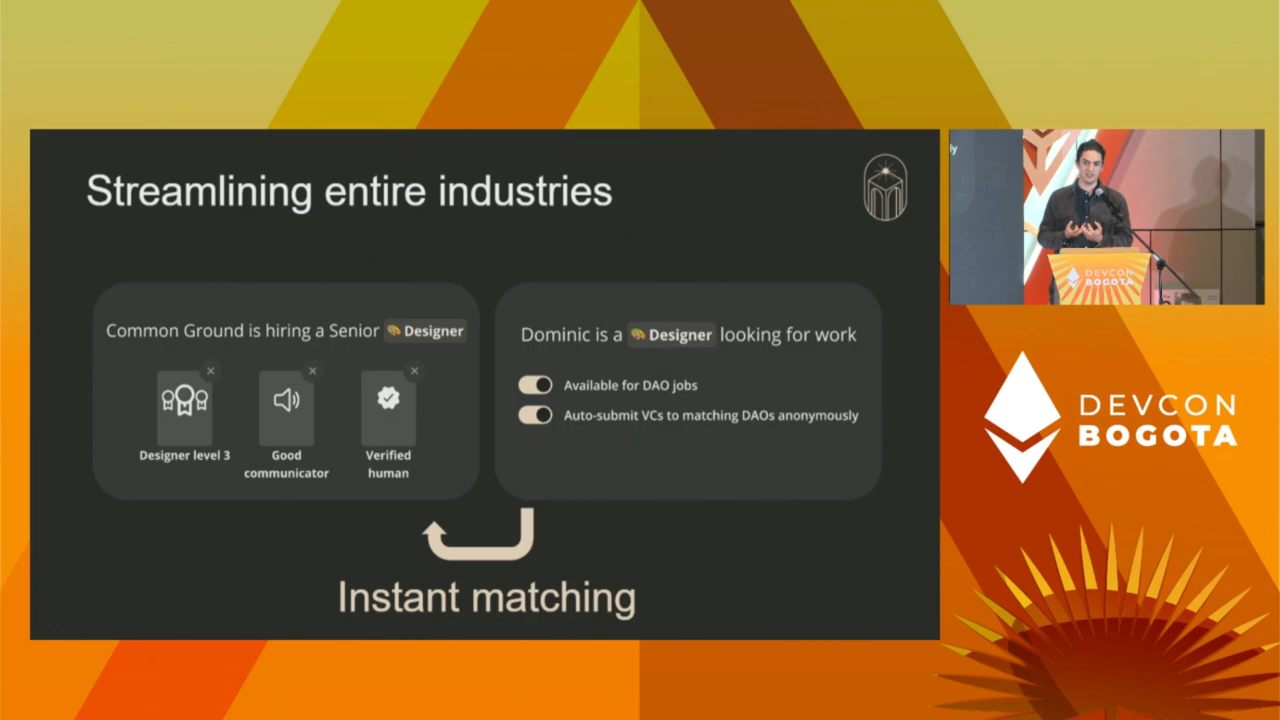 Streamlining entire industries
Common Ground is hiring a Senior Designer
Designer level 3
Good
communicator
Verified
human
Dominic is a Designer looking for work
Available for DAO jobs
Auto-submit VCs to matching DAOs anonymously
Instant matching
ly
DEVCON
BOGOTA
DEVCON
BOGOTA